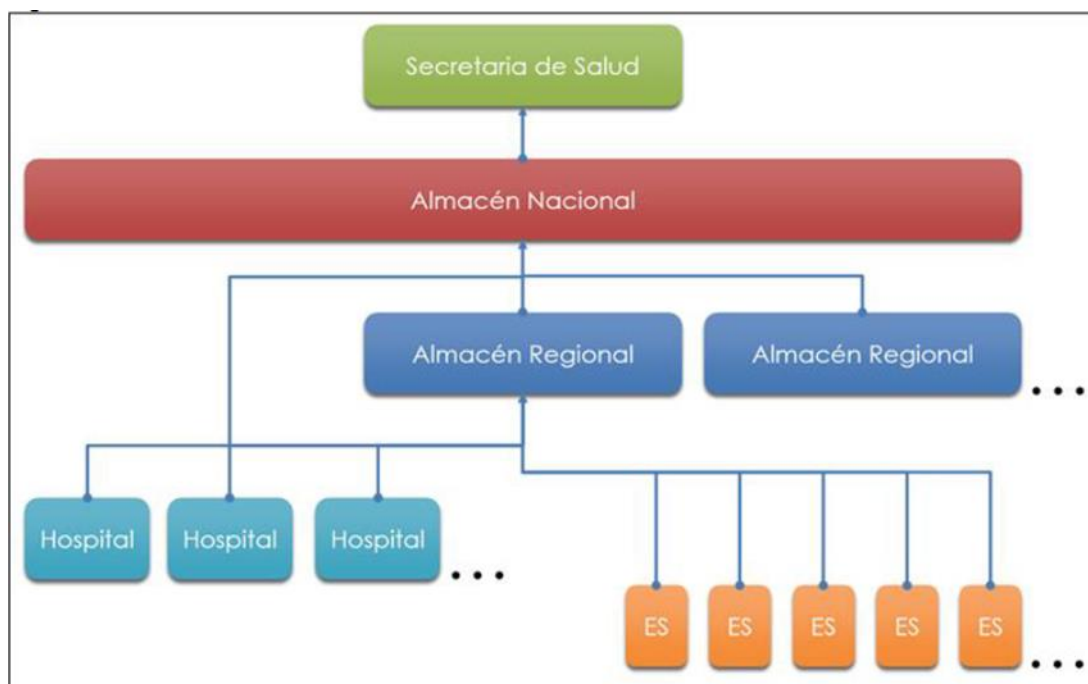 Secretaria de Salud
Almacén Nacional
Almacén Regional
Almacén Regional
...
Hospital
Hospital
Hospital
...
ES
ES
ES
ES
ES
...